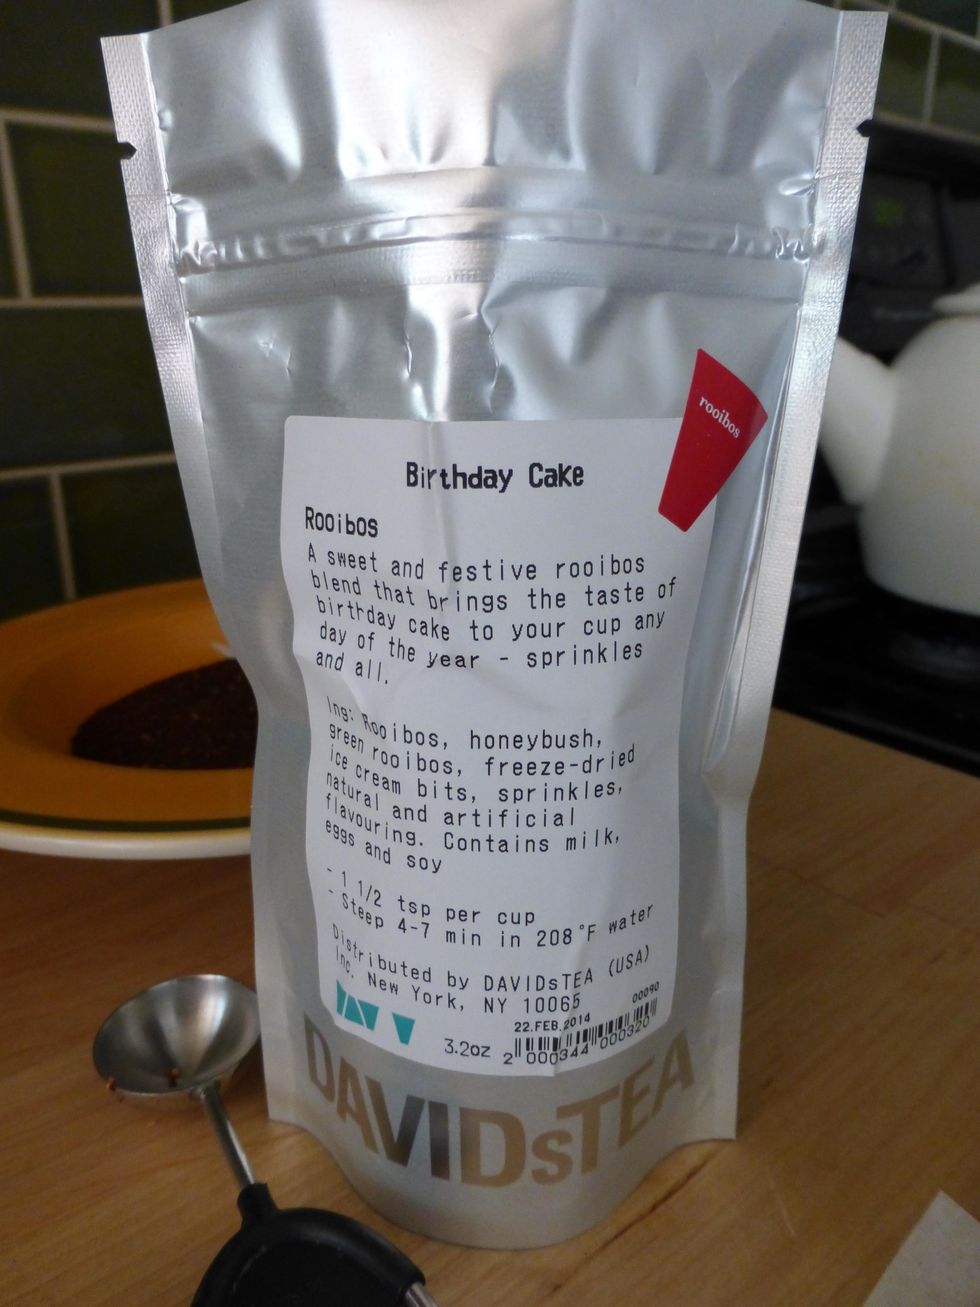 rooibos
Birthday Cake
Rooibos
A sweet and festive rooibos
blend that brings the taste of
birthday cake to your cup any
day of the year - sprinkles
and all.
Ing: Rooibos, honeybush,
green rooibos, freeze-dried
ice cream bits, sprinkles,
natural and artificial
flavouring. Contains milk,
eggs and soy
- 1 1/2 tsp per cup
- Steep 4-7 min in 208°F water
Distributed by DAVIDsTEA (USA)
Inc. New York, NY 10065
22.FEB.2014 00090
3.2oz 2 000344 000320
DAVIDsTEA